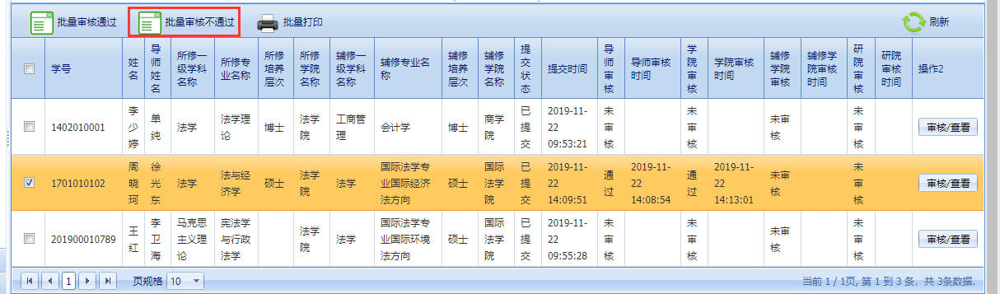 批量审核通过 批量审核不通过 批量打印 刷新
学号 姓名 导师姓名 所修一级学科名称 所修专业名称 所修培养层次 所修学院名称 辅修一级学科名称 辅修专业名称 辅修培养层次 辅修学院名称 提交状态 提交时间 导师审核 导师审核时间 学院审核 学院审核时间 辅修学院审核 辅修学院审核时间 研院审核 研院审核时间 操作2
1402010001 李少婷 单纯 法学 法学理论 博士 法学院 工商管理 会计学 博士 商学院 已提交 2019-11-22 09:53:21 未审核 未审核 未审核 未审核 审核/查看
1701010102 周晓珂 徐光东 法学 法与经济学 硕士 法学院 法学 国际法学专业国际经济法方向 硕士 国际法学院 已提交 2019-11-22 14:09:51 通过 2019-11-22 14:08:54 通过 2019-11-22 14:13:01 未审核 未审核 审核/查看
201900010789 王红 李卫海 马克思主义理论 宪法学与行政法学 法学院 法学 国际法学专业国际环境法方向 硕士 国际法学院 已提交 2019-11-22 09:55:28 未审核 未审核 未审核 未审核 审核/查看
1 页规格 10 当前 1 / 1页, 第 1 到 3 条，共 3条数据.